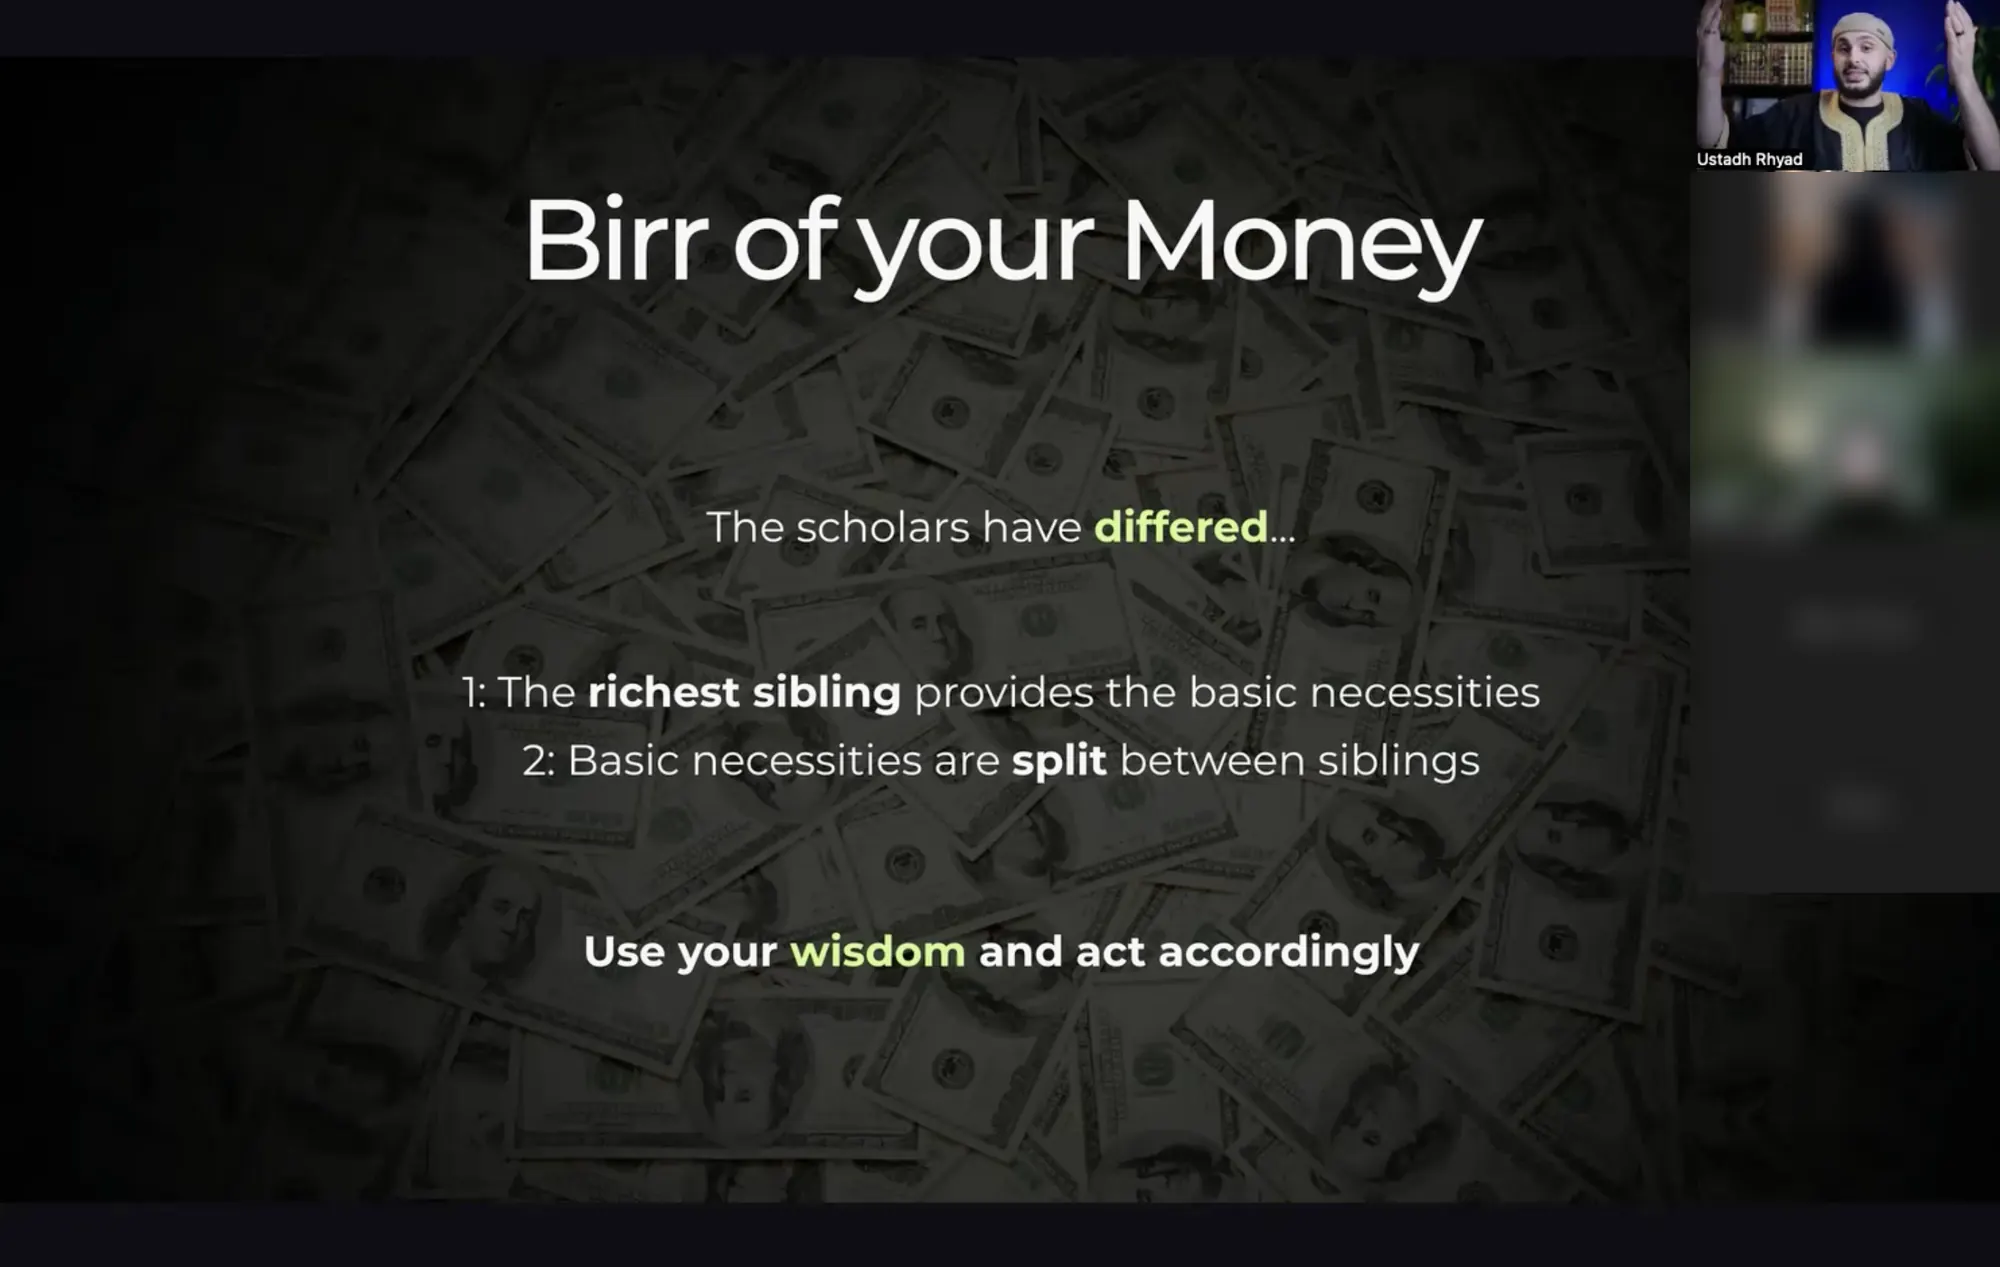 Ustadh Rhyad
Birr of your Money
The scholars have differed...
1: The richest sibling provides the basic necessities
2: Basic necessities are split between siblings
Use your wisdom and act accordingly